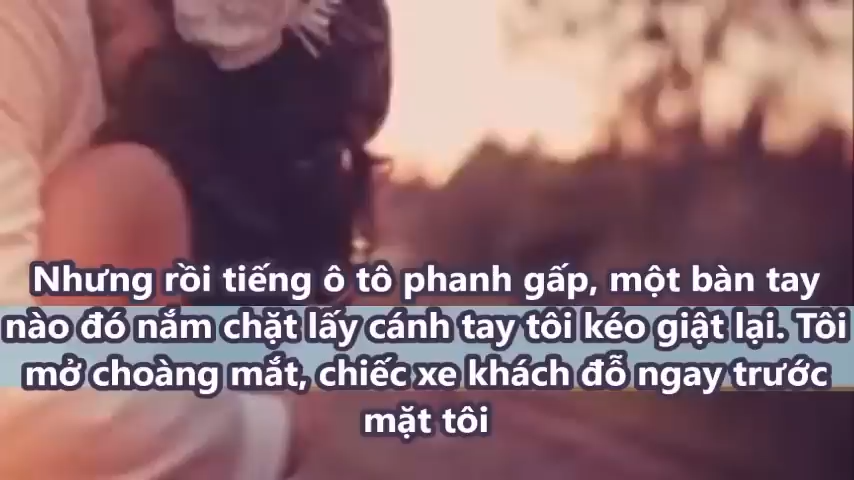 Nhưng rồi tiếng ô tô phanh gấp, một bàn tay
nào đó nắm chặt lấy cánh tay tôi kéo giật lại. Tôi
mở choàng mắt, chiếc xe khách đỗ ngay trước
mặt tôi